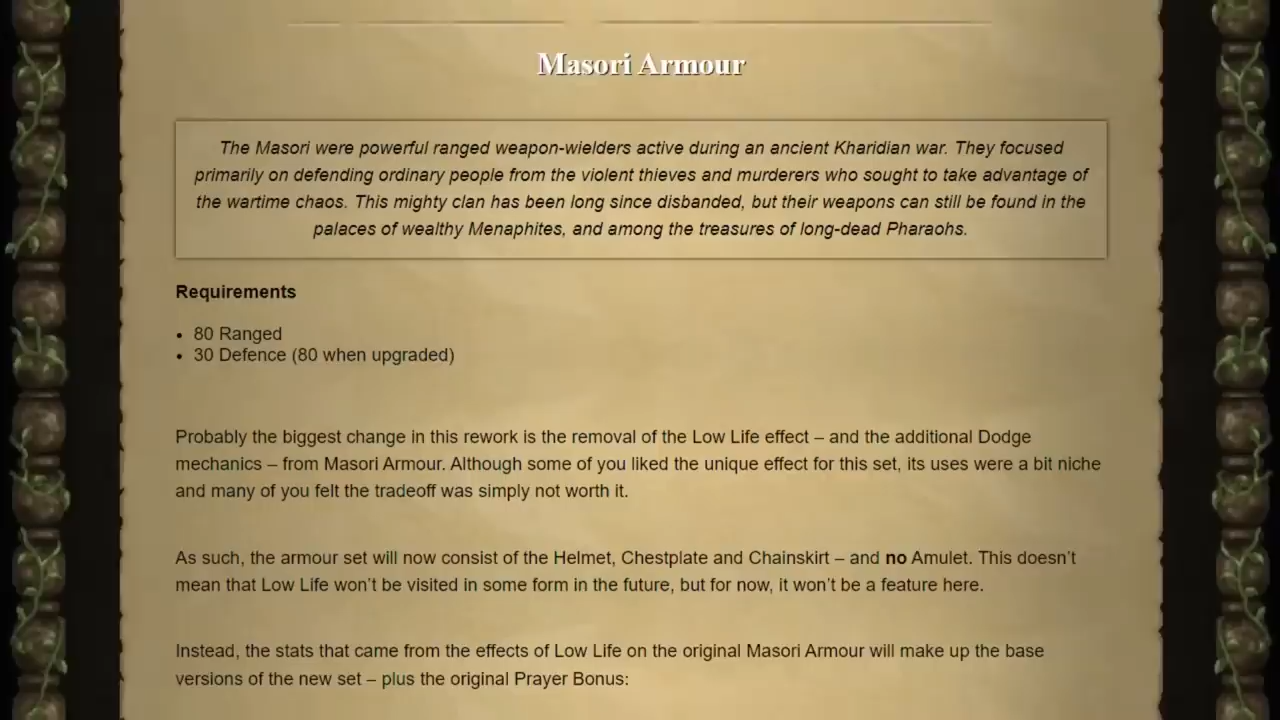 Masori Armour
The Masori were powerful ranged weapon-wielders active during an ancient Kharidian war. They focused
primarily on defending ordinary people from the violent thieves and murderers who sought to take advantage of
the wartime chaos. This mighty clan has been long since disbanded, but their weapons can still be found in the
palaces of wealthy Menaphites, and among the treasures of long-dead Pharaohs.
Requirements
• 80 Ranged
• 30 Defence (80 when upgraded)
Probably the biggest change in this rework is the removal of the Low Life effect – and the additional Dodge
mechanics – from Masori Armour. Although some of you liked the unique effect for this set, its uses were a bit niche
and many of you felt the tradeoff was simply not worth it.
As such, the armour set will now consist of the Helmet, Chestplate and Chainskirt – and no Amulet. This doesn’t
mean that Low Life won’t be visited in some form in the future, but for now, it won’t be a feature here.
Instead, the stats that came from the effects of Low Life on the original Masori Armour will make up the base
versions of the new set – plus the original Prayer Bonus: